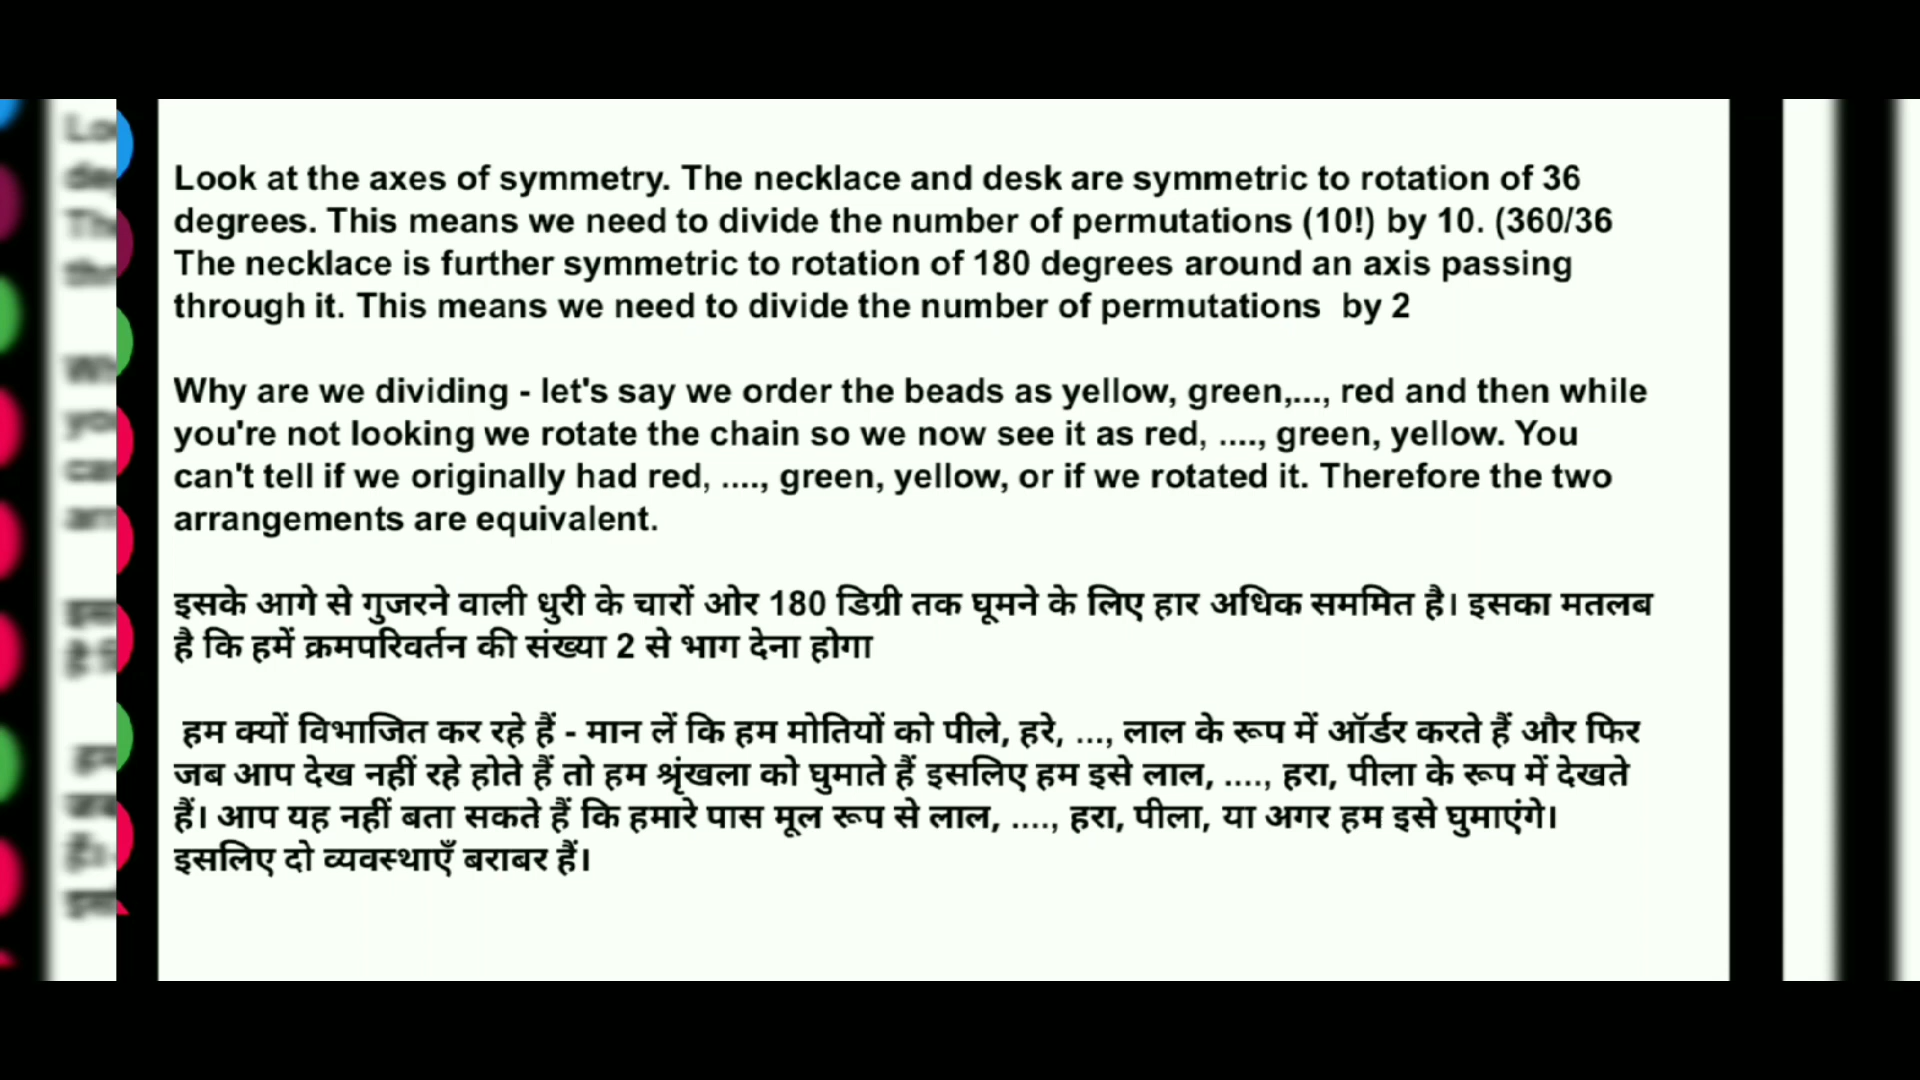 Look at the axes of symmetry. The necklace and desk are symmetric to rotation of 36
degrees. This means we need to divide the number of permutations (10!) by 10. (360/36
The necklace is further symmetric to rotation of 180 degrees around an axis passing
through it. This means we need to divide the number of permutations  by 2
Why are we dividing - let's say we order the beads as yellow, green,..., red and then while
you're not looking we rotate the chain so we now see it as red, ...., green, yellow. You
can't tell if we originally had red, ...., green, yellow, or if we rotated it. Therefore the two
arrangements are equivalent.
इसके आगे से गुजरने वाली धुरी के चारों ओर 180 डिग्री तक घूमने के लिए हार अधिक सममित है। इसका मतलब
है कि हमें क्रमपरिवर्तन की संख्या 2 से भाग देना होगा
हम क्यों विभाजित कर रहे हैं - मान लें कि हम मोतियों को पीले, हरे, ..., लाल के रूप में ऑर्डर करते हैं और फिर
जब आप देख नहीं रहे होते हैं तो हम श्रृंखला को घुमाते हैं इसलिए हम इसे लाल, ...., हरा, पीला के रूप में देखते
हैं। आप यह नहीं बता सकते हैं कि हमारे पास मूल रूप से लाल, ...., हरा, पीला, या अगर हम इसे घुमाएंगे।
इसलिए दो व्यवस्थाएँ बराबर हैं।